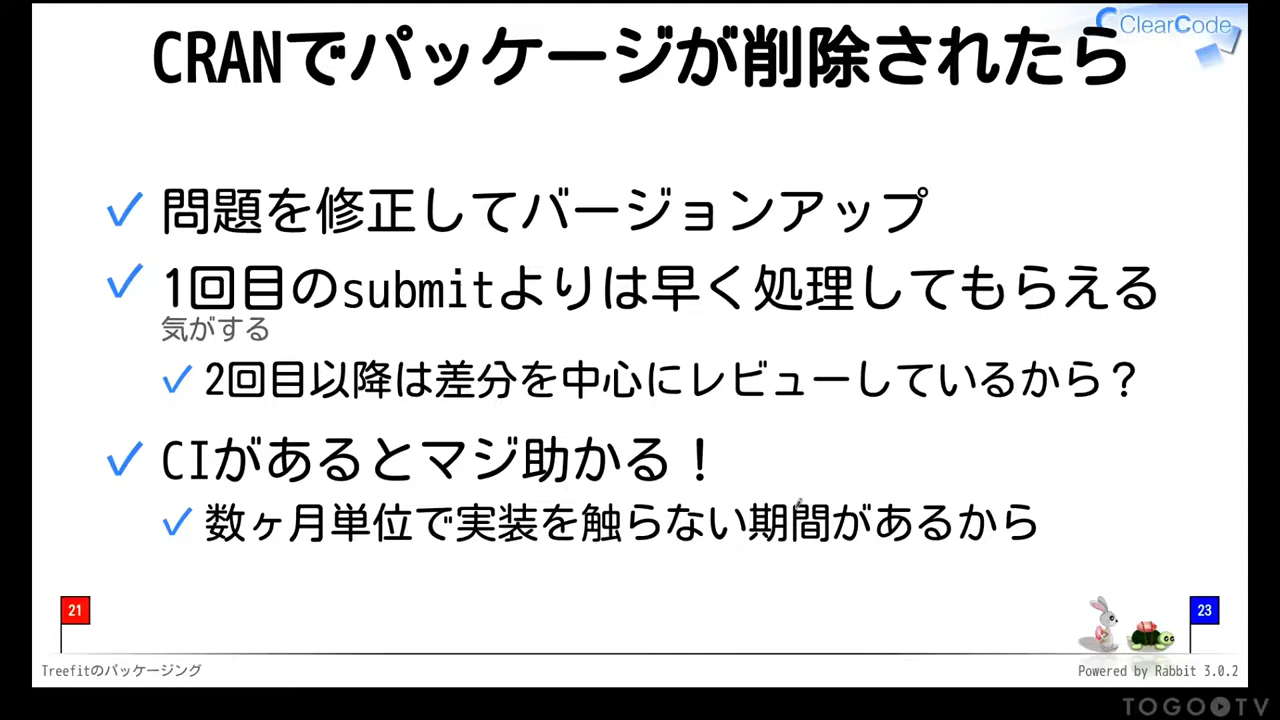 ClearCode
CRANでパッケージが削除されたら
問題を修正してバージョンアップ
1回目のsubmitよりは早く処理してもらえる
気がする
2回目以降は差分を中心にレビューしているから？
CIがあるとマジ助かる！
数ヶ月単位で実装を触らない期間があるから
21
23
Treefitのパッケージング
Powered by Rabbit 3.0.2
TOGO TV